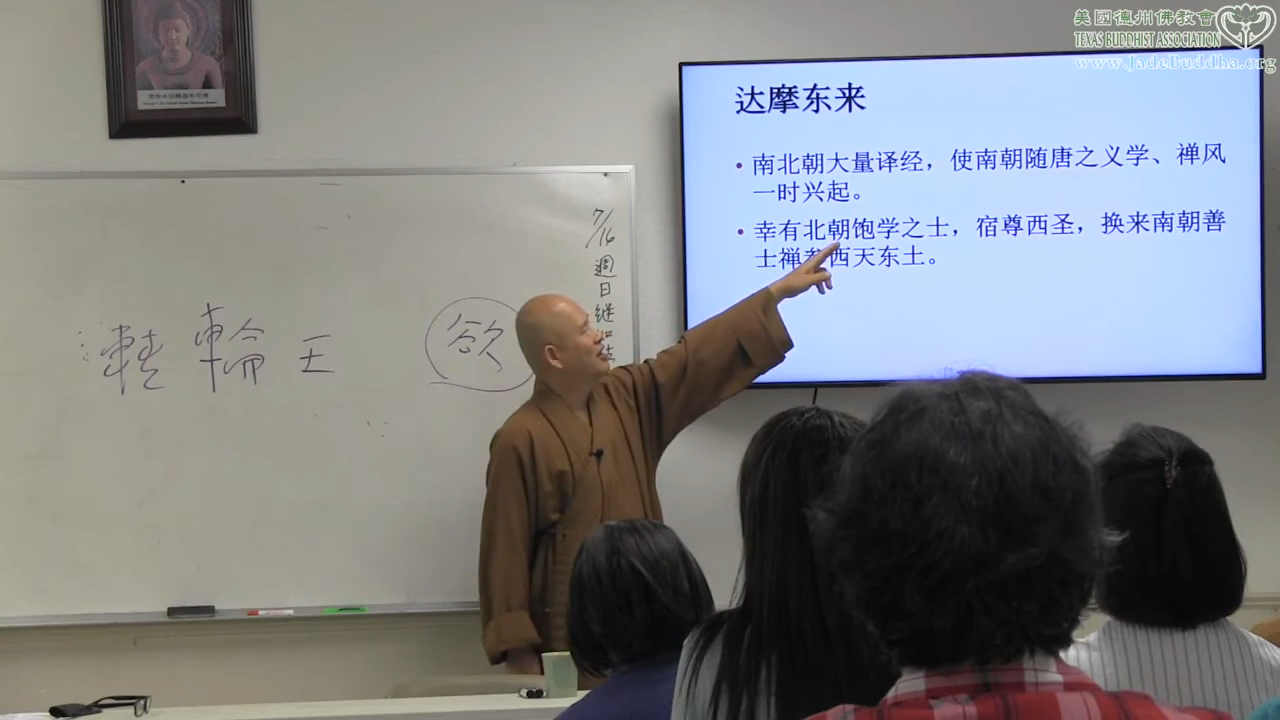 美國德州佛教會
TEXAS BUDDHIST ASSOCIATION
www.JadeBuddha.org
达摩东来
• 南北朝大量译经，使南朝随唐之义学、禅风
一时兴起。
• 幸有北朝饱学之士，宿尊西圣，换来南朝善
士禅参西天东土。
7/16
週日继
輪王
欲